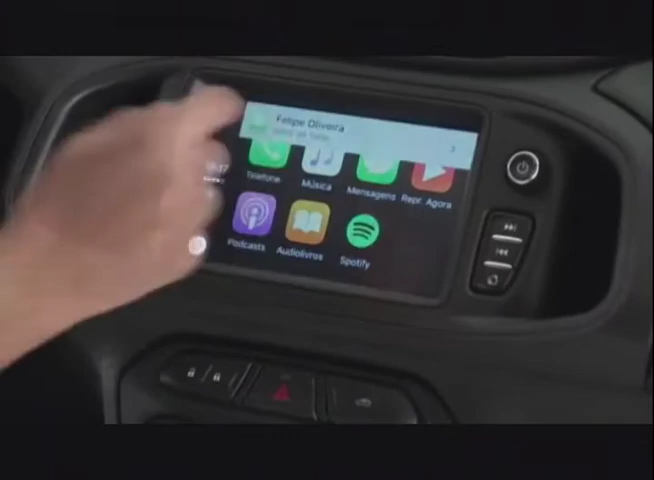 Felipe Oliveira
Telefone
Música
Mensagens
Repr. Agora
Podcasts
Audiolivros
Spotify